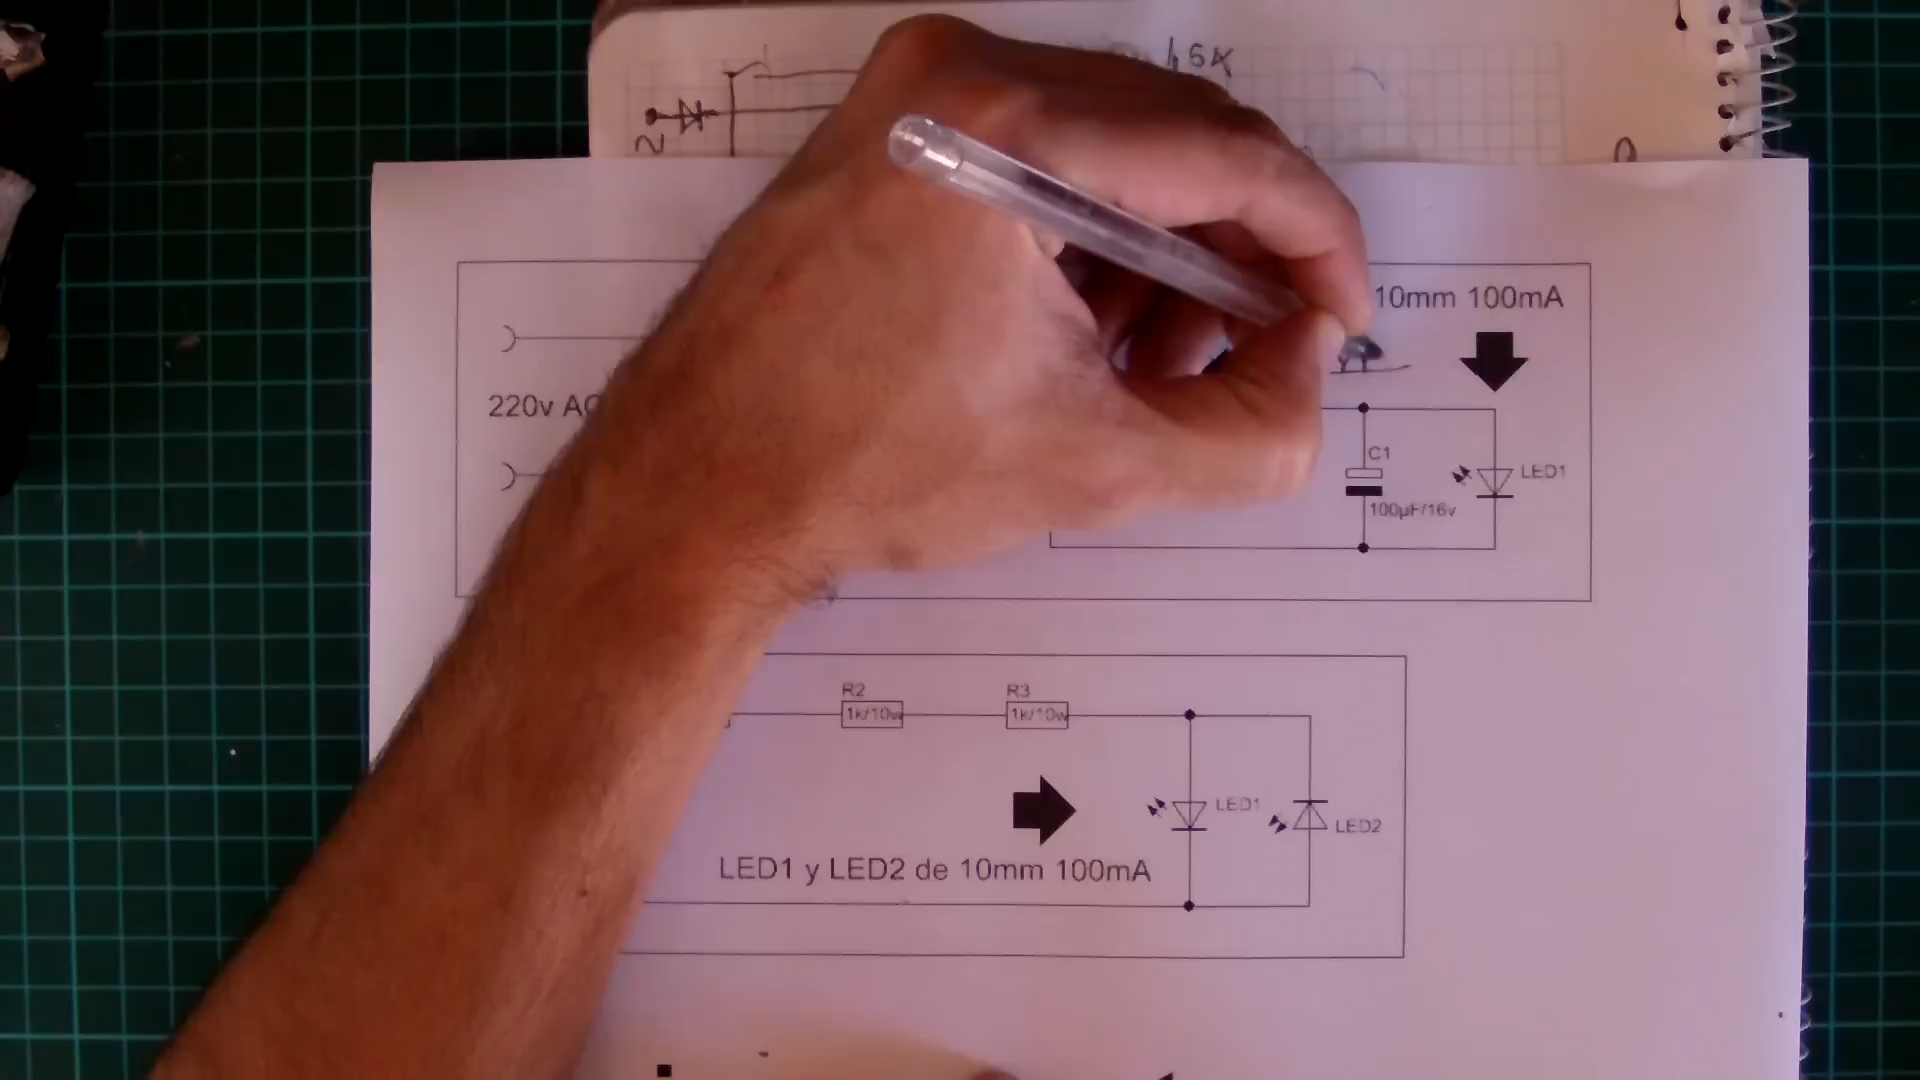 10mm 100mA
220v AC
C1
LED1
100µF/16v
R2
R3
1k/10w
1k/10w
LED1
LED2
LED1 y LED2 de 10mm 100mA